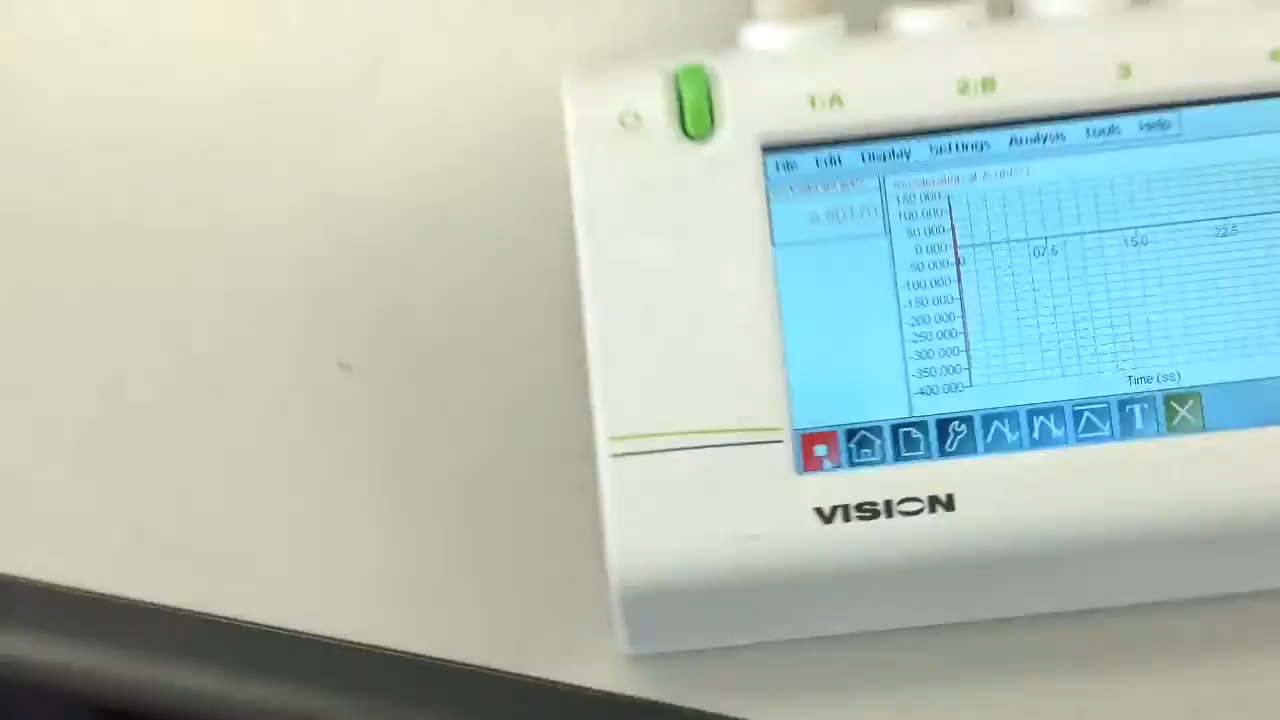 1:A 2:B 3
File Edit Display Settings Analysis Tools Help
150.000
100.000
50.000
0.000
-50.000
-100.000
-150.000
-200.000
-250.000
-300.000
-350.000
-400.000
0 07.5 15.0 22.5
Time (ss)
T
VISION